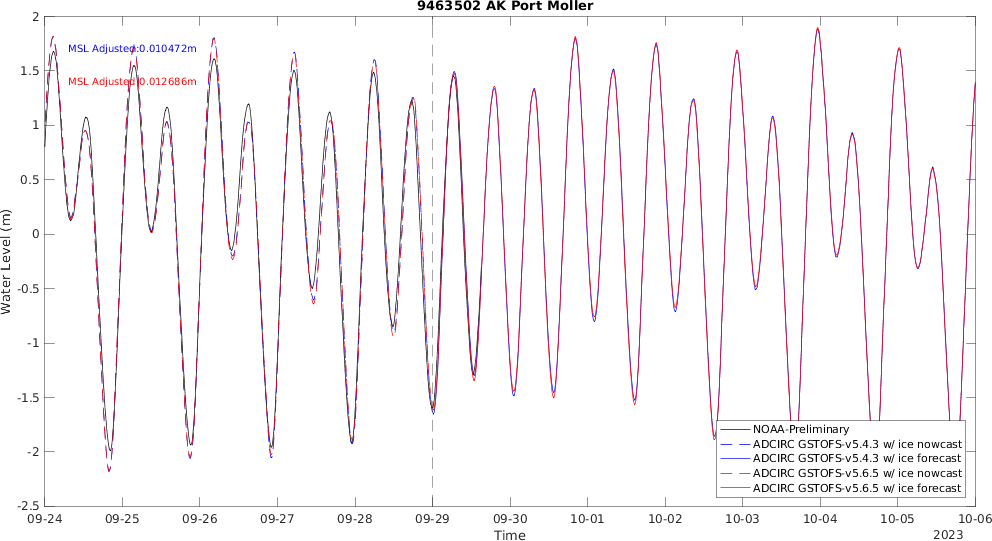 9463502 AK Port Moller
MSL Adjusted:0.010472m
MSL Adjusted:0.012686m
Water Level (m)
2
1.5
1
0.5
0
-0.5
-1
-1.5
-2
-2.5
NOAA-Preliminary
ADCIRC GSTOFS-v5.4.3 w/ ice nowcast
ADCIRC GSTOFS-v5.4.3 w/ ice forecast
ADCIRC GSTOFS-v5.6.5 w/ ice nowcast
ADCIRC GSTOFS-v5.6.5 w/ ice forecast
09-24 09-25 09-26 09-27 09-28 09-29 09-30 10-01 10-02 10-03 10-04 10-05 10-06
Time
2023